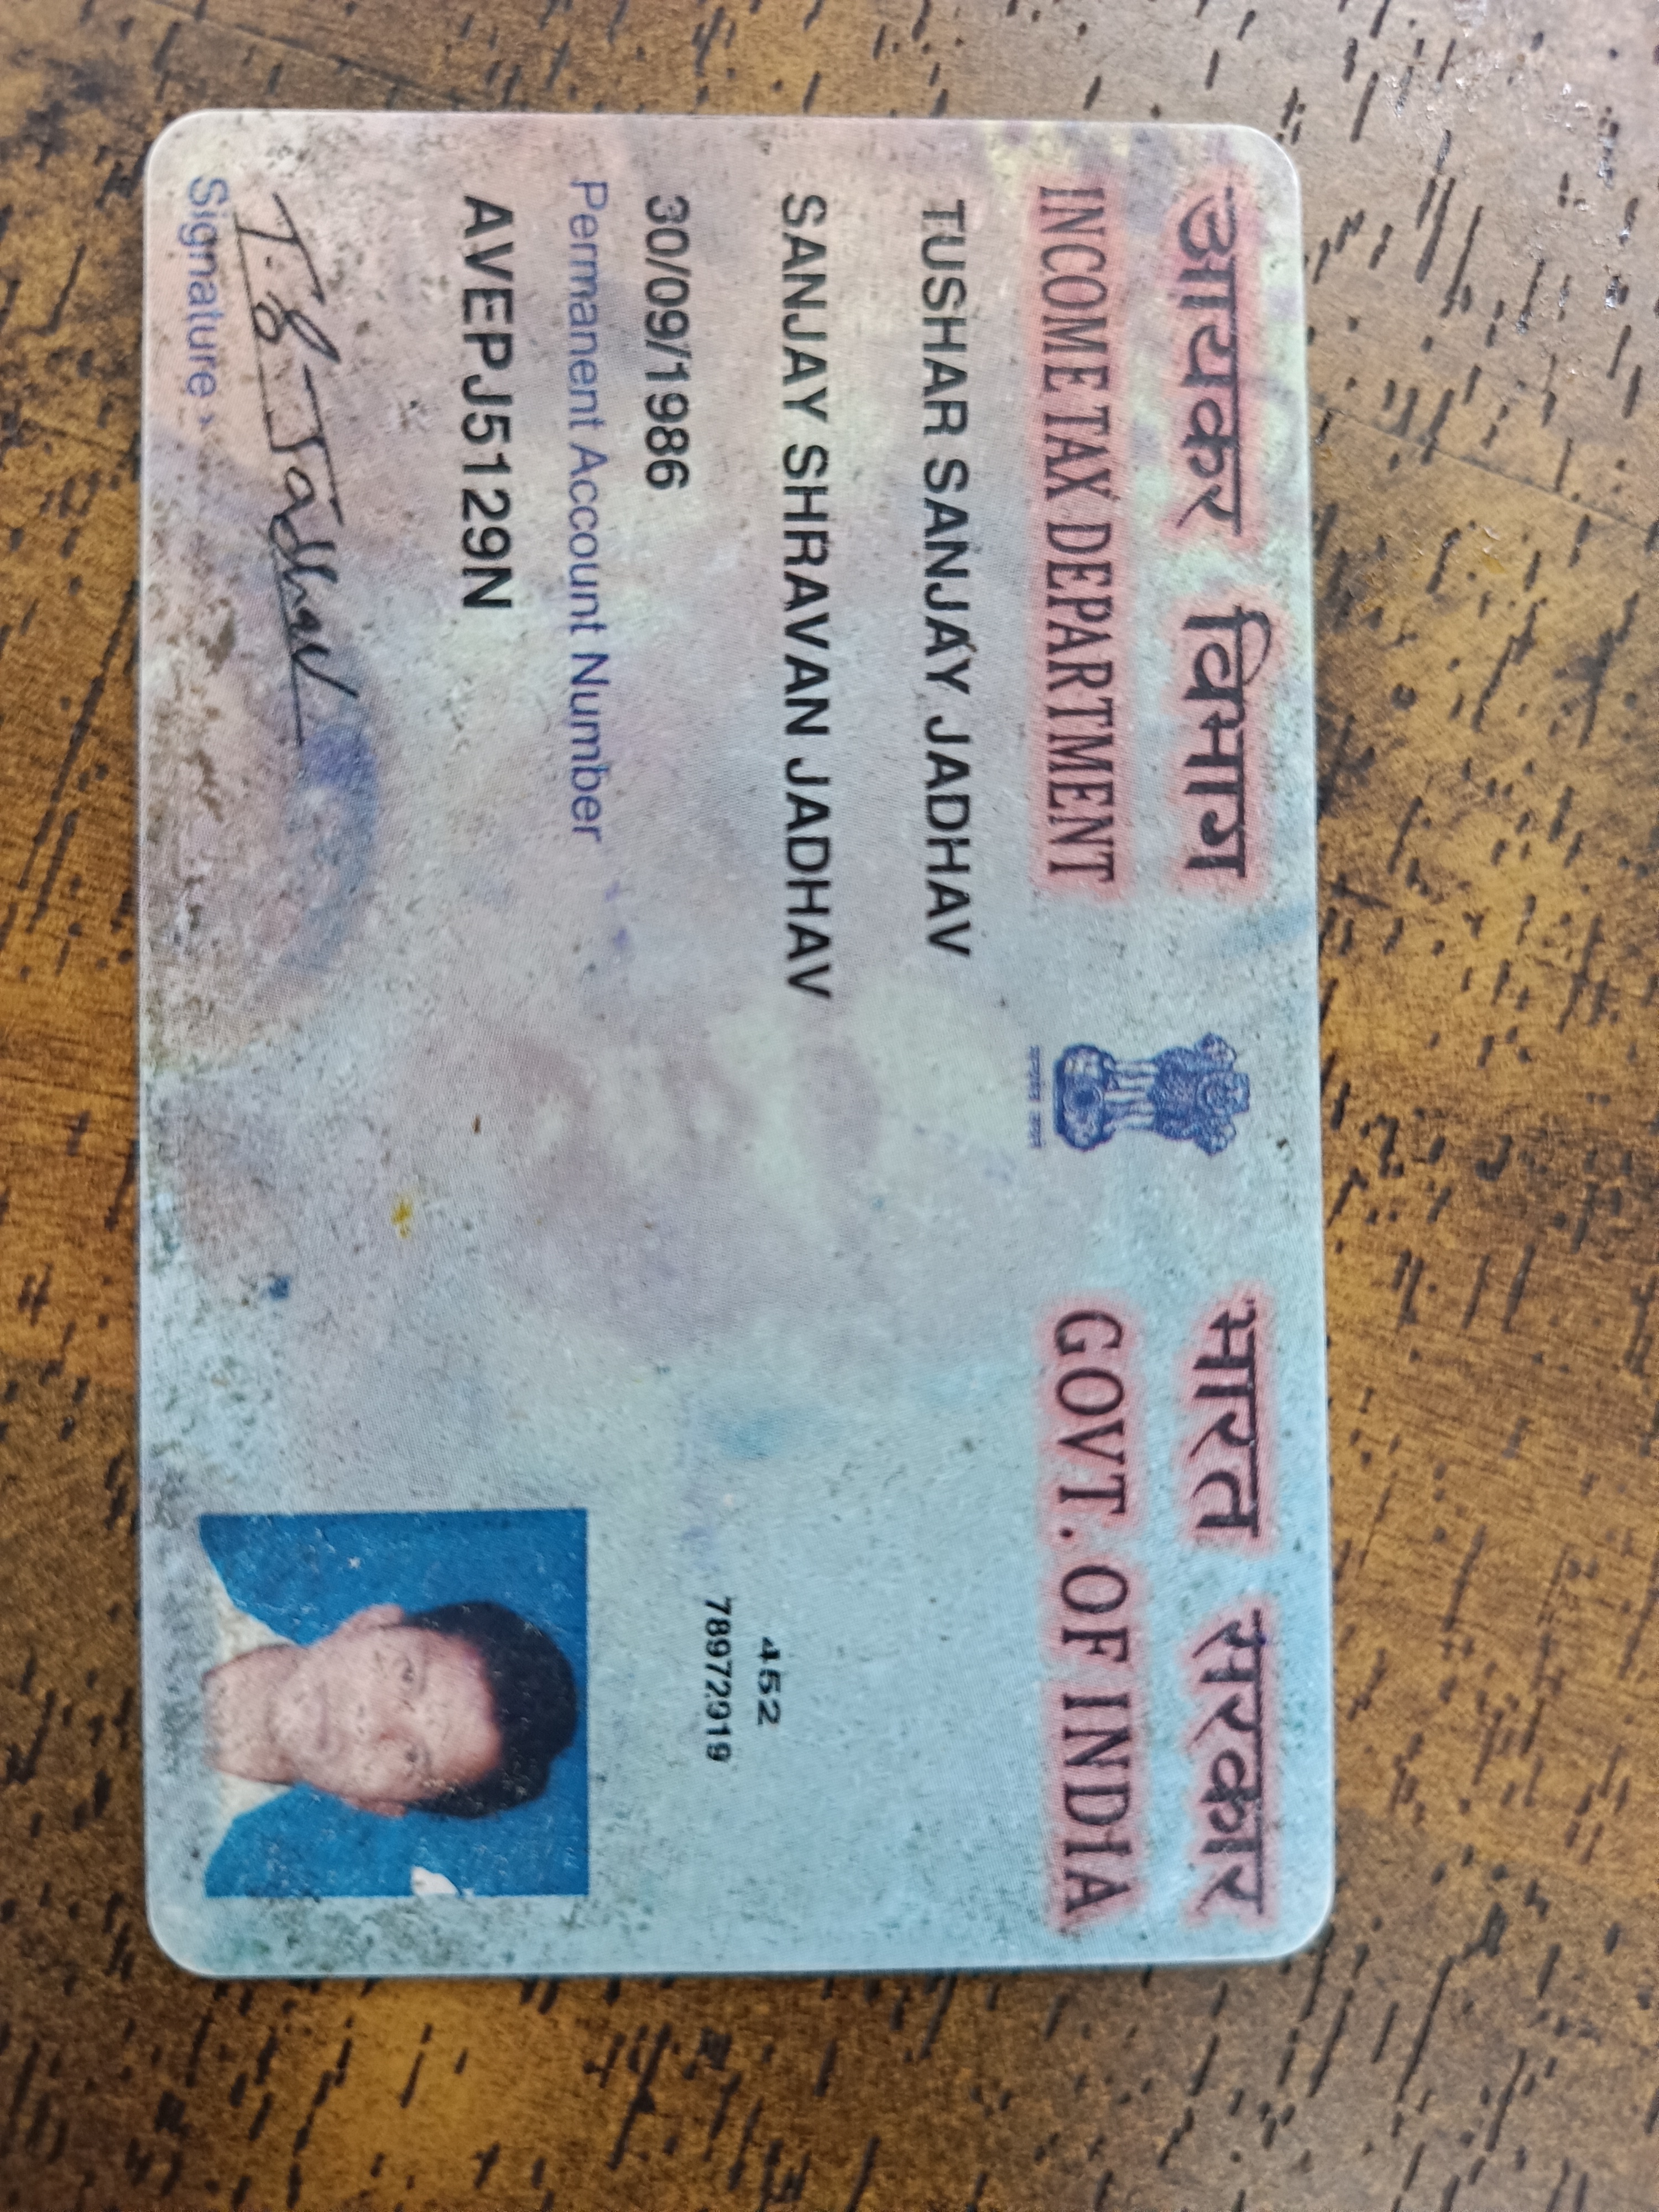 आयकर विभाग
INCOME TAX DEPARTMENT
भारत सरकार
GOVT. OF INDIA
TUSHAR SANJAY JADHAV
SANJAY SHRAVAN JADHAV
30/09/1986
Permanent Account Number
AVEPJ5129N
T. S. Jadhav
Signature
452
78972919